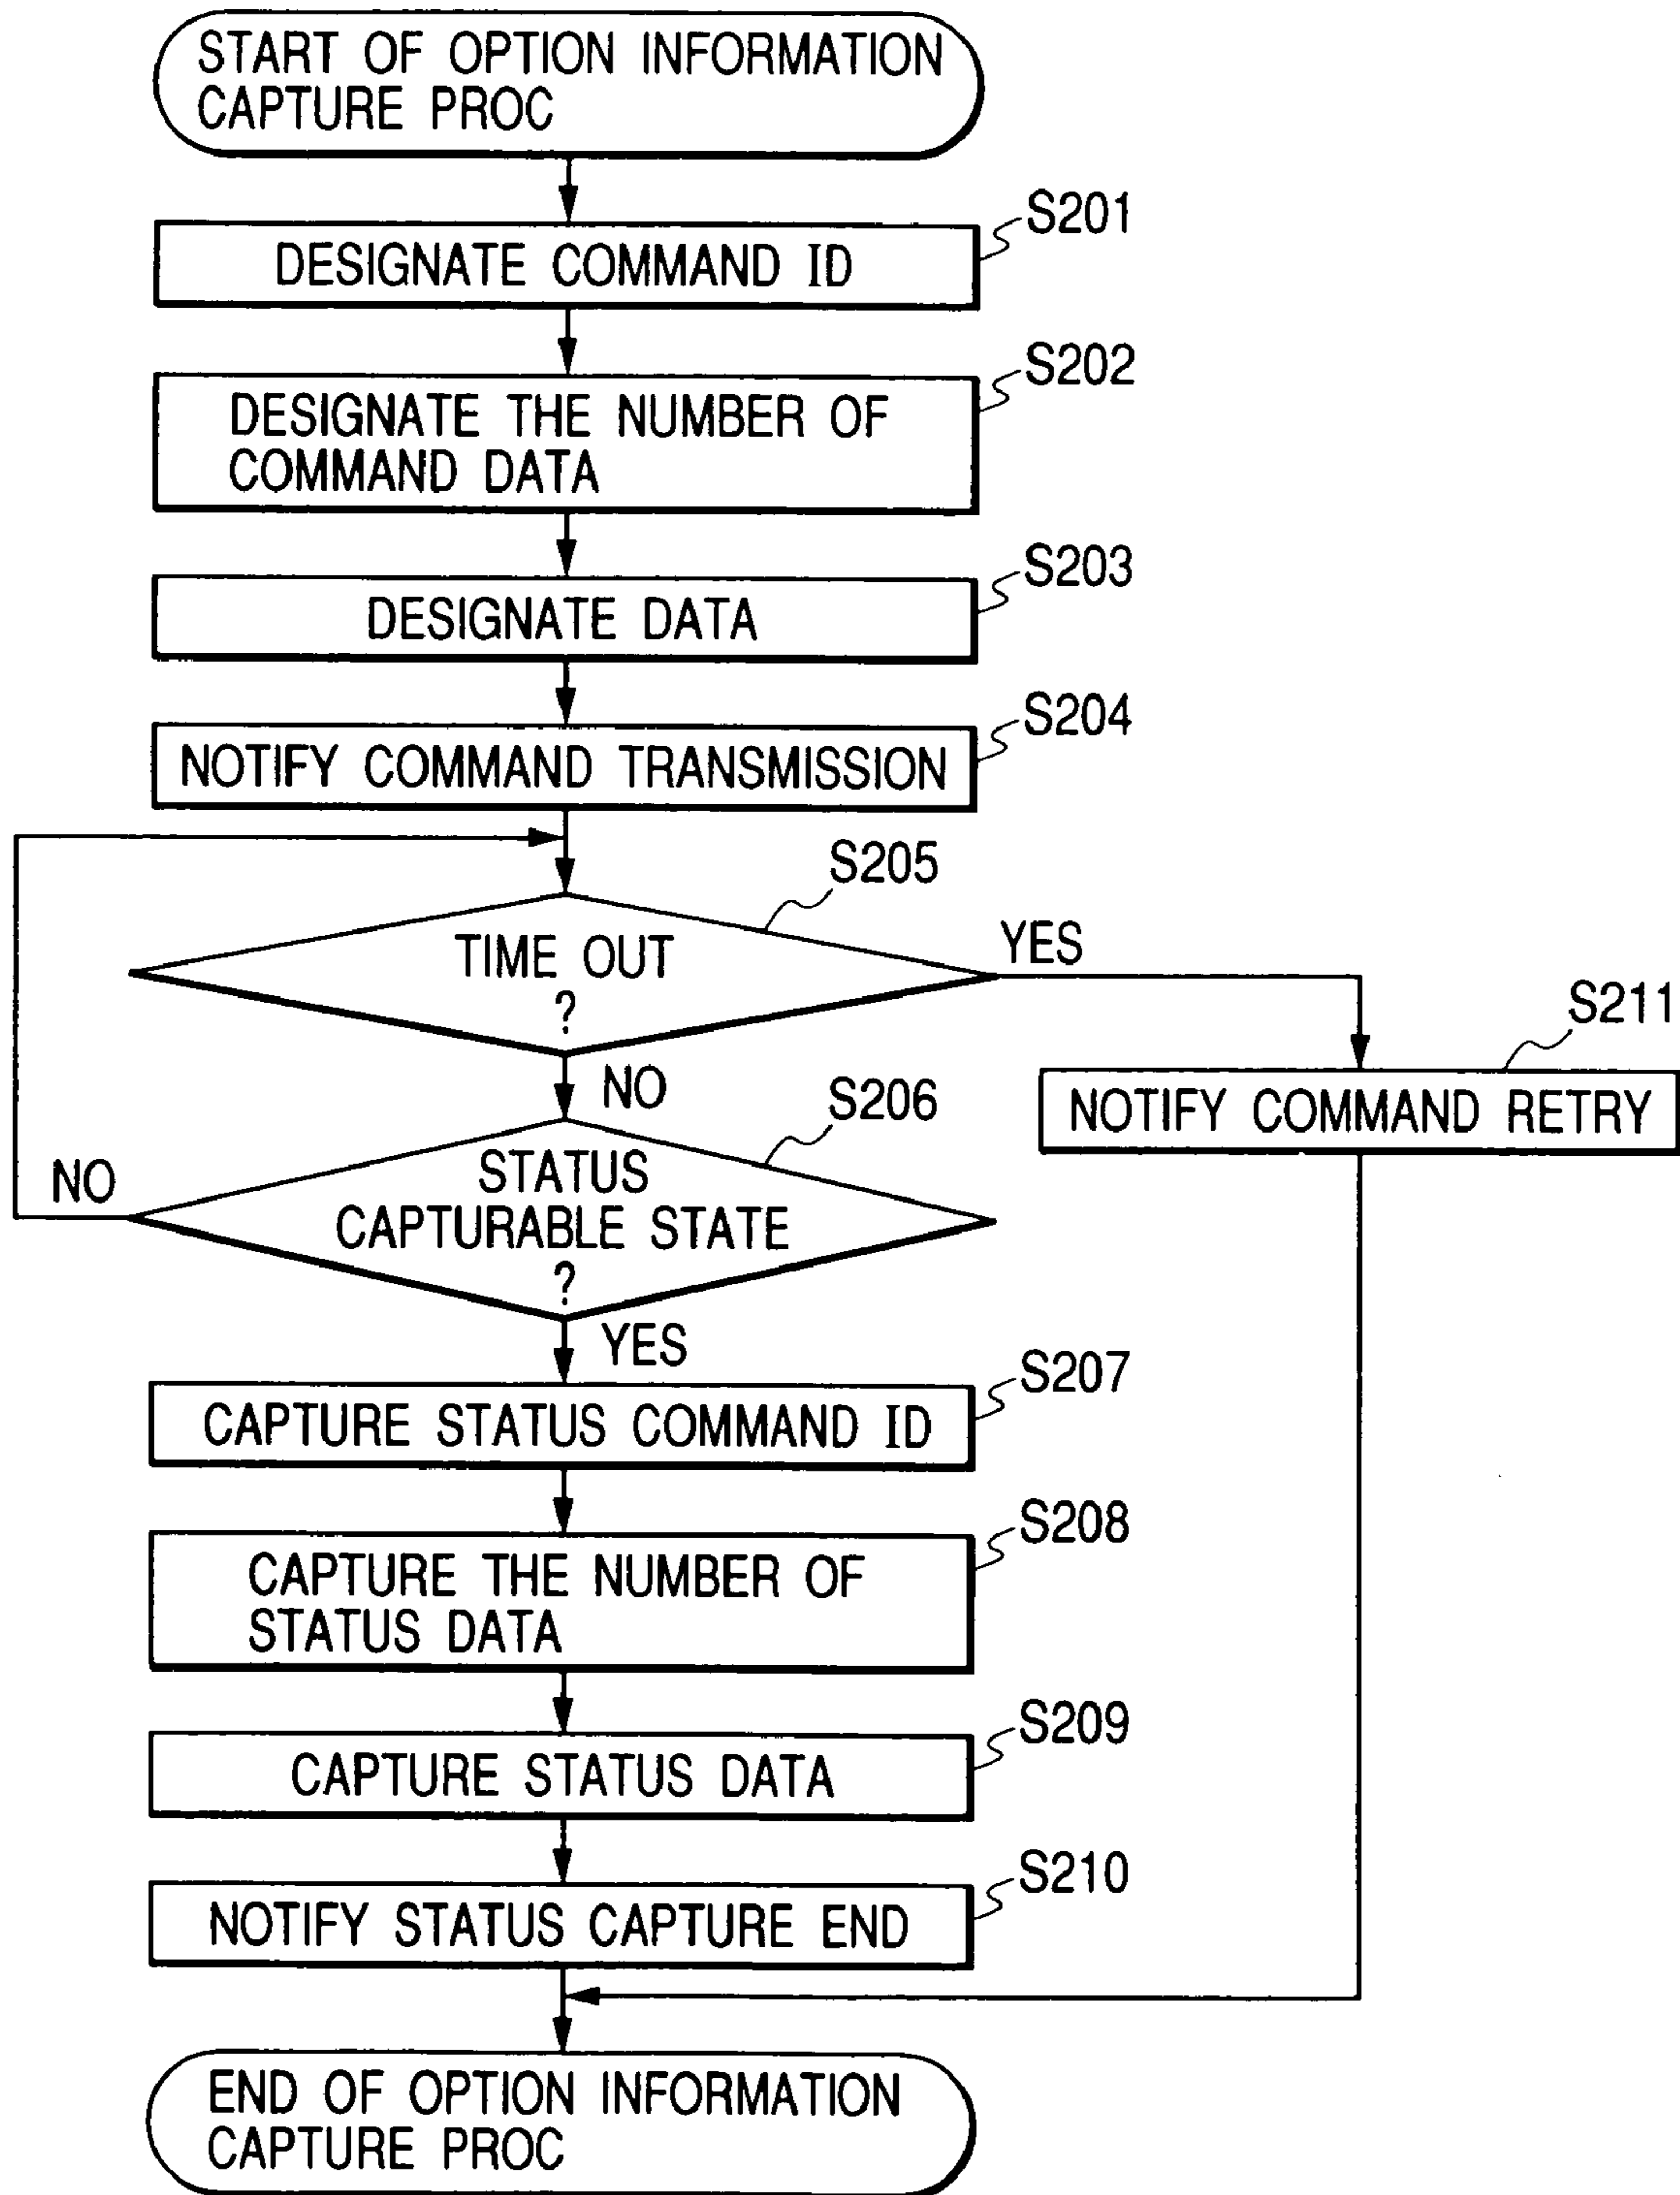 START OF OPTION INFORMATION
CAPTURE PROC
S201
DESIGNATE COMMAND ID
S202
DESIGNATE THE NUMBER OF
COMMAND DATA
S203
DESIGNATE DATA
S204
NOTIFY COMMAND TRANSMISSION
S205
TIME OUT
?
YES
S211
NOTIFY COMMAND RETRY
NO
S206
STATUS
CAPTURABLE STATE
?
NO
YES
S207
CAPTURE STATUS COMMAND ID
S208
CAPTURE THE NUMBER OF
STATUS DATA
S209
CAPTURE STATUS DATA
S210
NOTIFY STATUS CAPTURE END
END OF OPTION INFORMATION
CAPTURE PROC